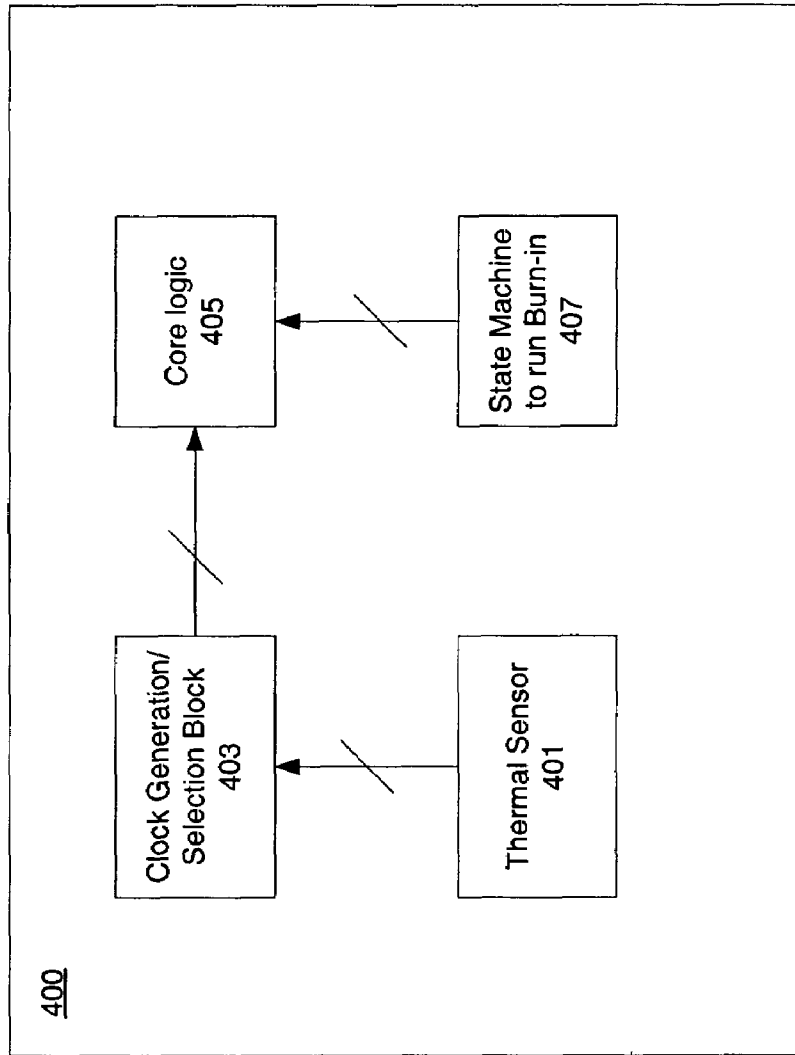 400
Clock Generation/
Selection Block
403
Core logic
405
Thermal Sensor
401
State Machine
to run Burn-in
407